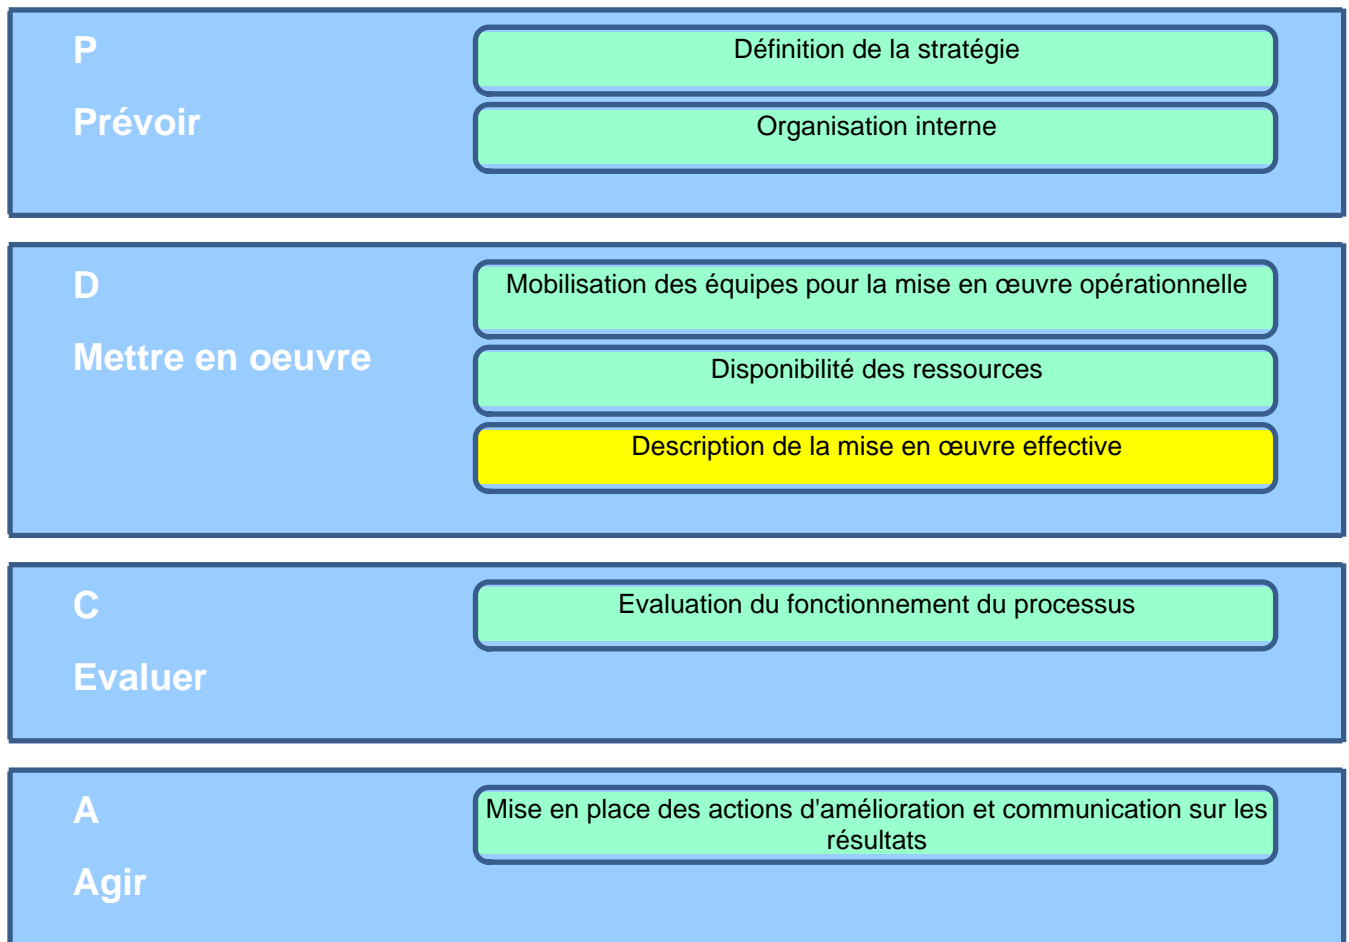 P
Prévoir
Définition de la stratégie
Organisation interne
D
Mettre en oeuvre
Mobilisation des équipes pour la mise en œuvre opérationnelle
Disponibilité des ressources
Description de la mise en œuvre effective
C
Evaluer
Evaluation du fonctionnement du processus
A
Agir
Mise en place des actions d'amélioration et communication sur les
résultats